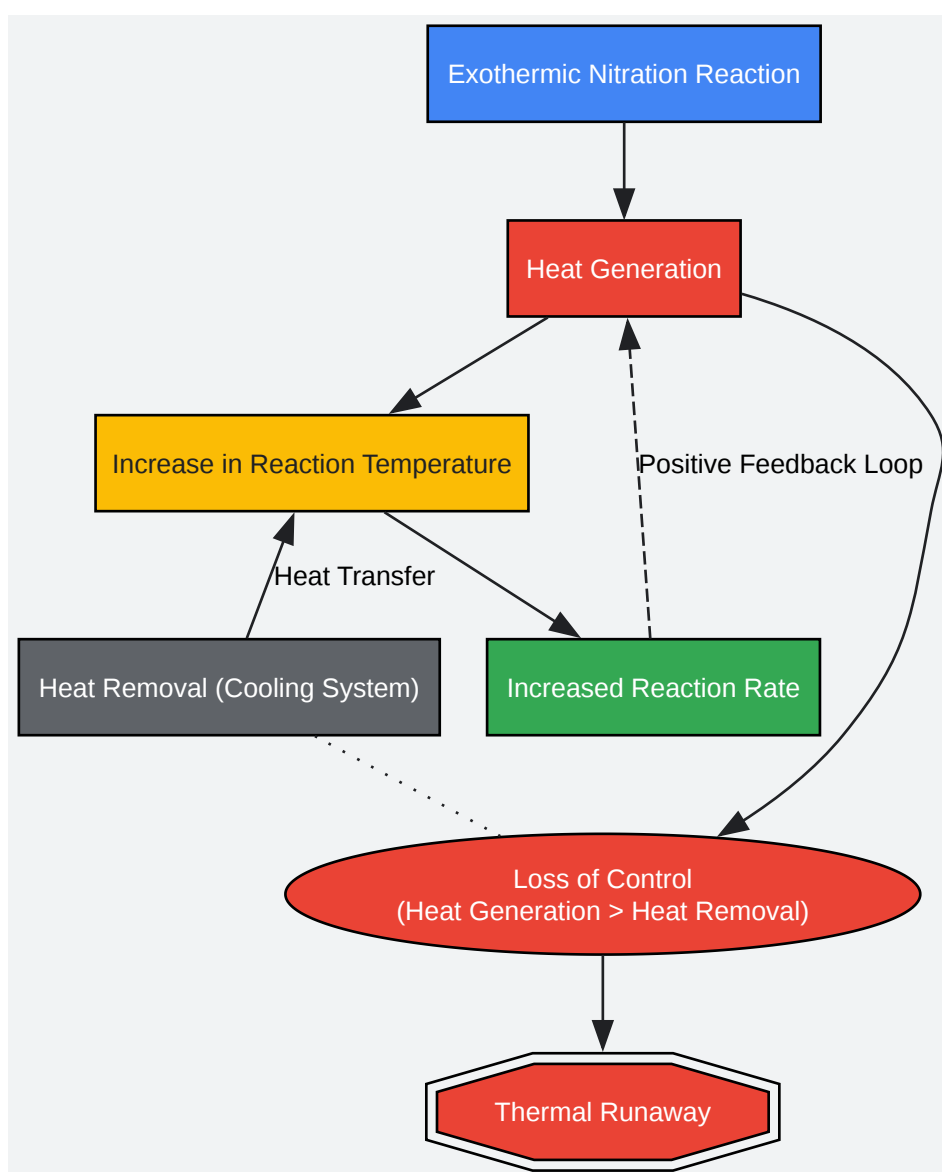 Exothermic Nitration Reaction
Heat Generation
Increase in Reaction Temperature
Positive Feedback Loop
Heat Transfer
Heat Removal (Cooling System)
Increased Reaction Rate
Loss of Control
(Heat Generation > Heat Removal)
Thermal Runaway